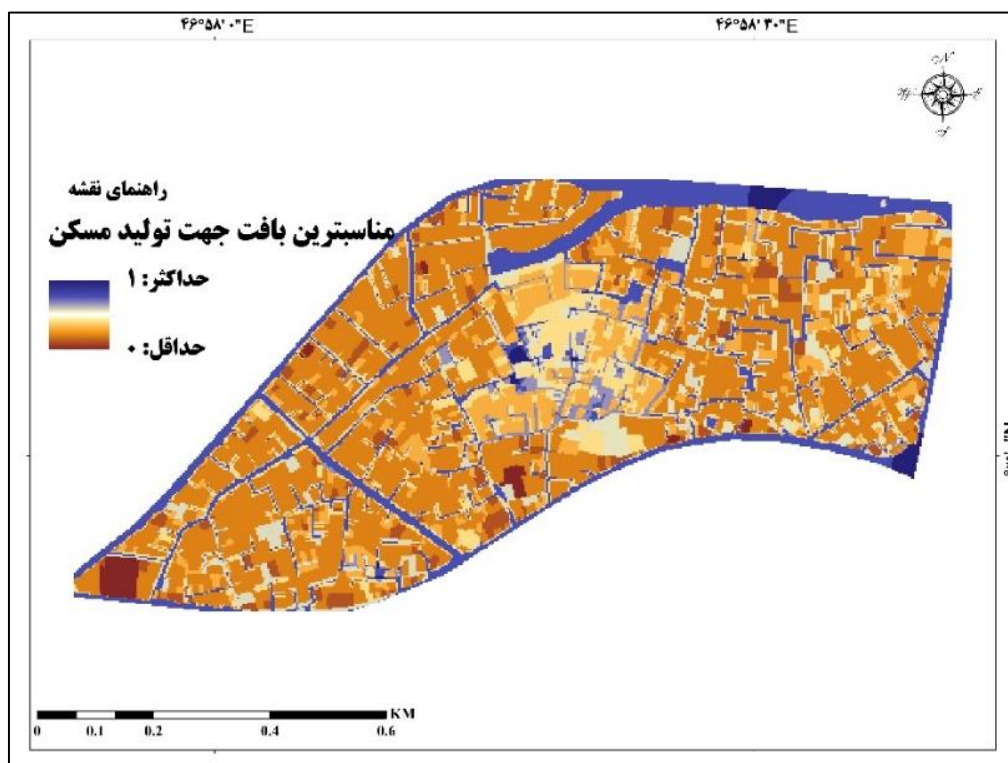 ۴۶°۵۸'۰"E ۴۶°۵۸'۳۰"E
N
W E
S
راهنمای نقشه
مناسبترین بافت جهت تولید مسکن
حداکثر: ۱
حداقل: ۰
KM
0 0.1 0.2 0.4 0.6